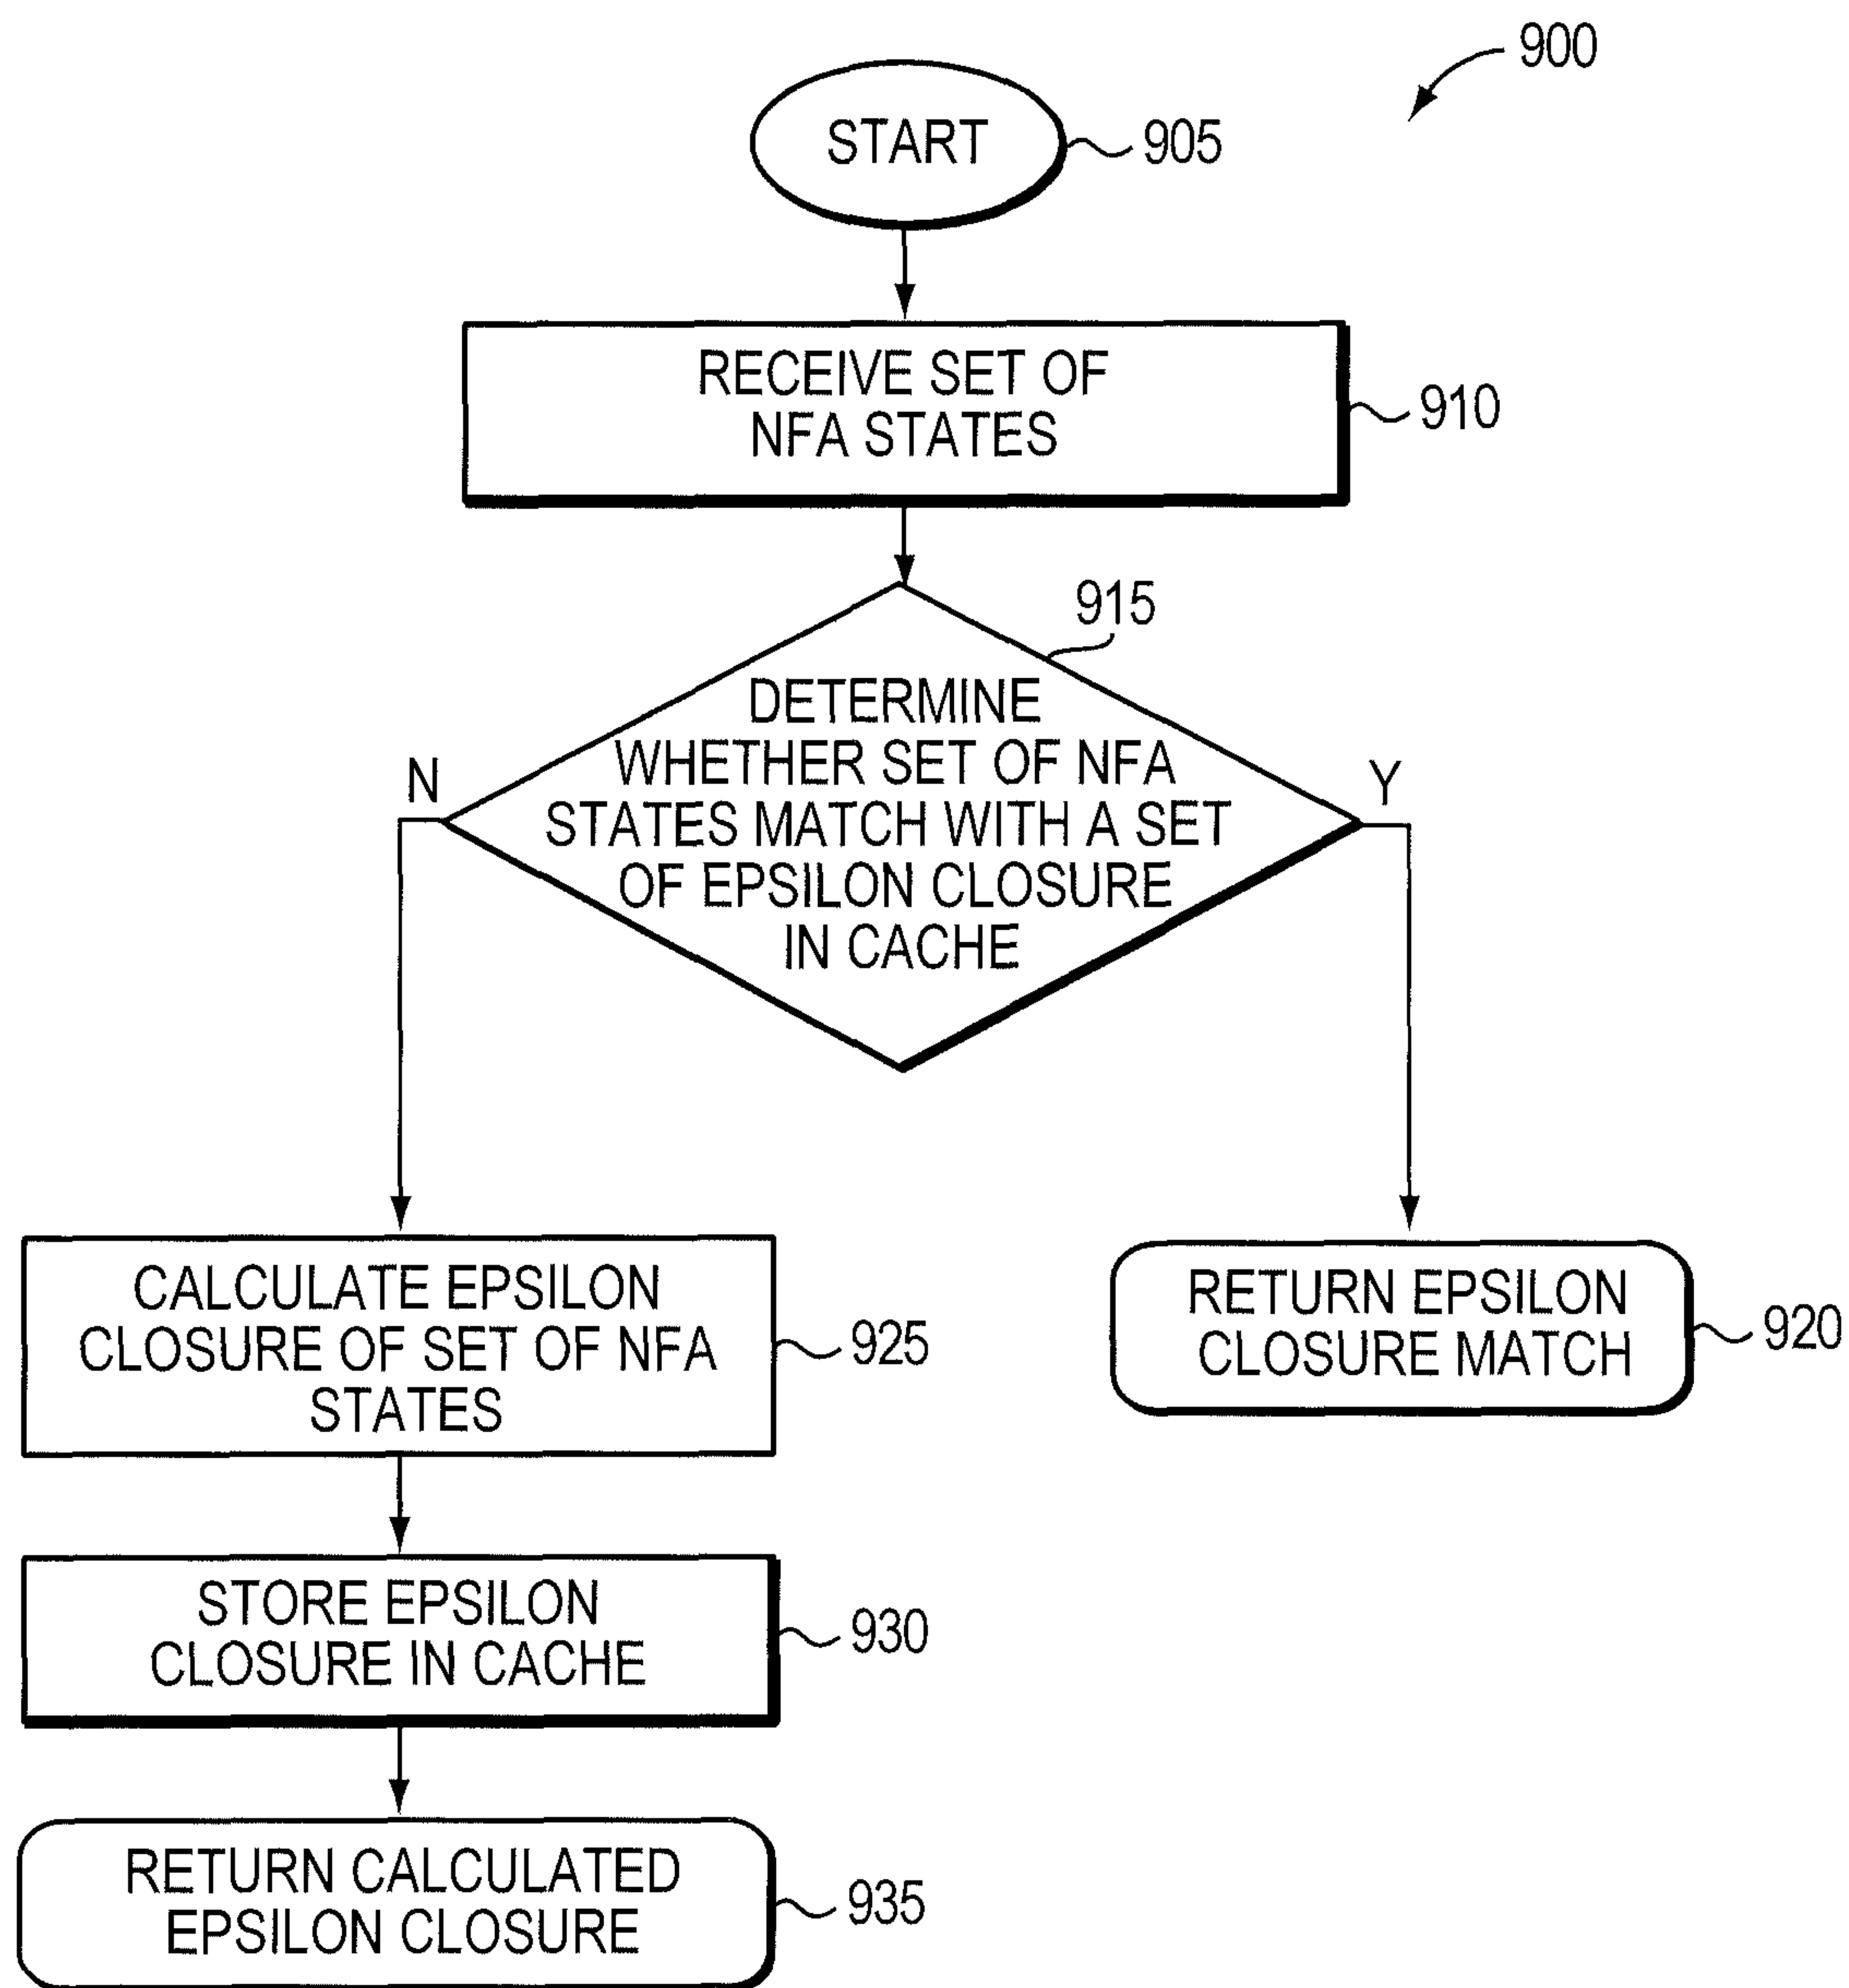 900
START
905
RECEIVE SET OF
NFA STATES
910
915
DETERMINE
WHETHER SET OF NFA
STATES MATCH WITH A SET
OF EPSILON CLOSURE
IN CACHE
N
Y
CALCULATE EPSILON
CLOSURE OF SET OF NFA
STATES
925
RETURN EPSILON
CLOSURE MATCH
920
STORE EPSILON
CLOSURE IN CACHE
930
RETURN CALCULATED
EPSILON CLOSURE
935